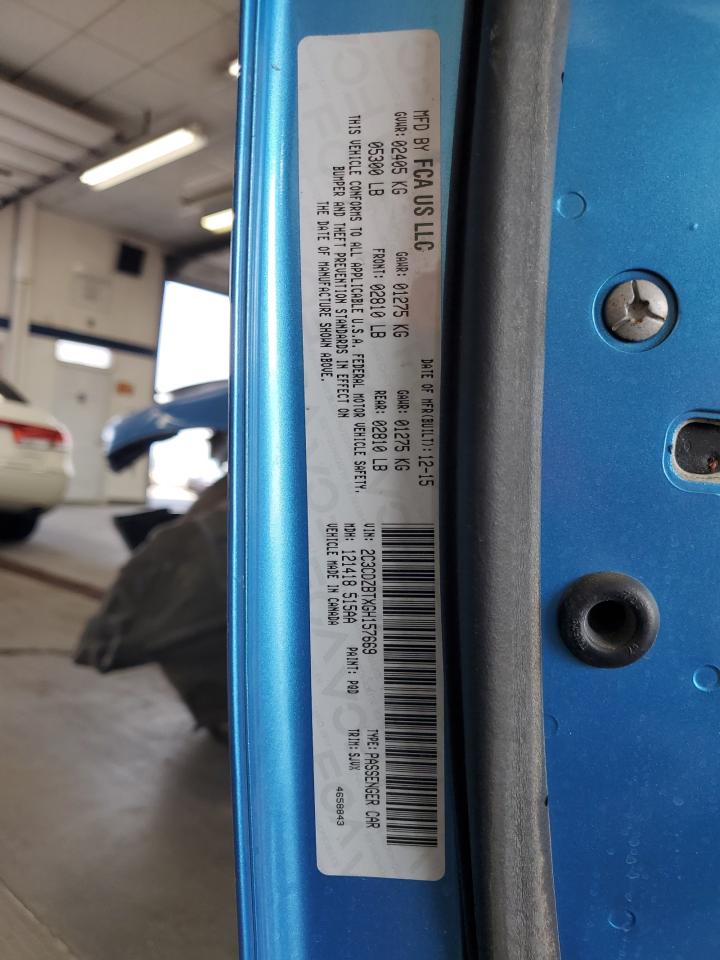 MFD BY FCA US LLC DATE OF MFR(BUILT): 12-15
GVWR: 02405 KG GAWR: 01275 KG GAWR: 01275 KG
05300 LB FRONT: 02810 LB REAR: 02810 LB
THIS VEHICLE CONFORMS TO ALL APPLICABLE U.S.A. FEDERAL MOTOR VEHICLE SAFETY,
BUMPER AND THEFT PREVENTION STANDARDS IN EFFECT ON
THE DATE OF MANUFACTURE SHOWN ABOVE.
VIN: 2C3CDZBTXGH157669 TYPE: PASSENGER CAR
MDH: 121418 515AA PAINT: PQD TRIM: SJVX
VEHICLE MADE IN CANADA
4658843